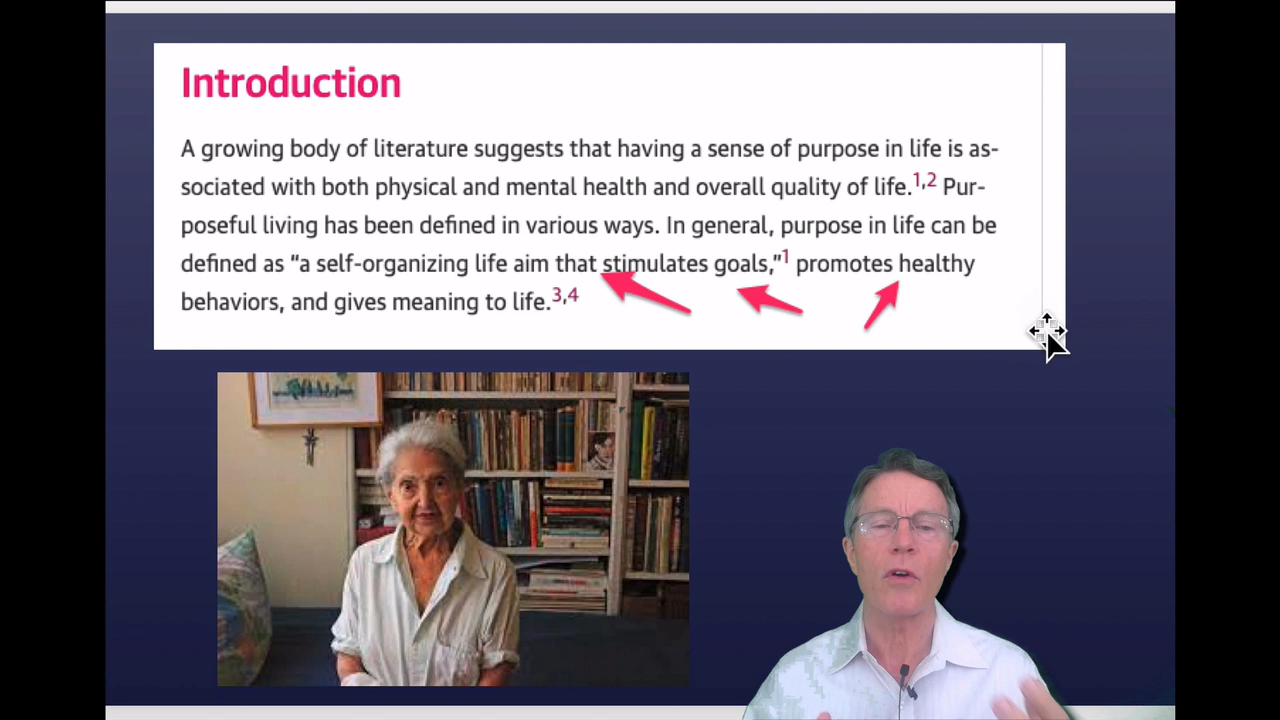 Introduction
A growing body of literature suggests that having a sense of purpose in life is as-
sociated with both physical and mental health and overall quality of life.1,2 Pur-
poseful living has been defined in various ways. In general, purpose in life can be
defined as “a self-organizing life aim that stimulates goals,”1 promotes healthy
behaviors, and gives meaning to life.3,4